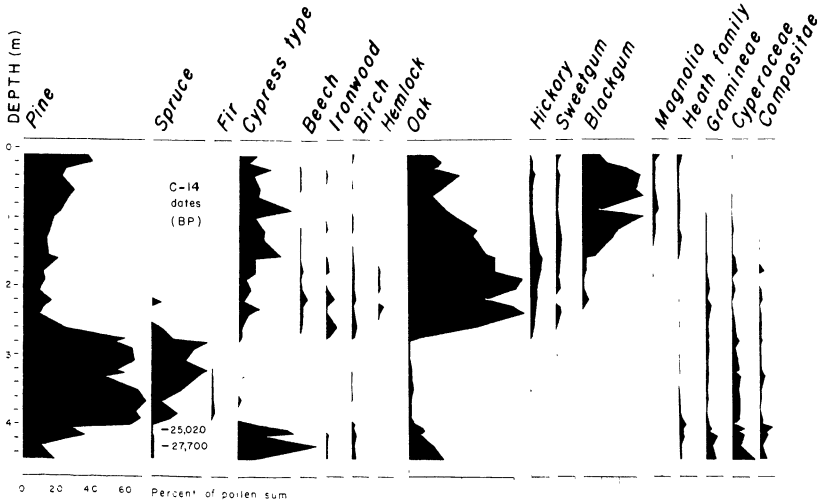 DEPTH (m)
Pine
Spruce
Fir
Cypress type
Beech
Ironwood
Birch
Hemlock
Oak
Hickory
Sweetgum
Blackgum
Magnolia
Heath family
Gramineae
Cyperaceae
Compositae
0
C-14
dates
(BP)
1
2
3
4
-25,020
-27,700
0 20 40 60 Percent of pollen sum